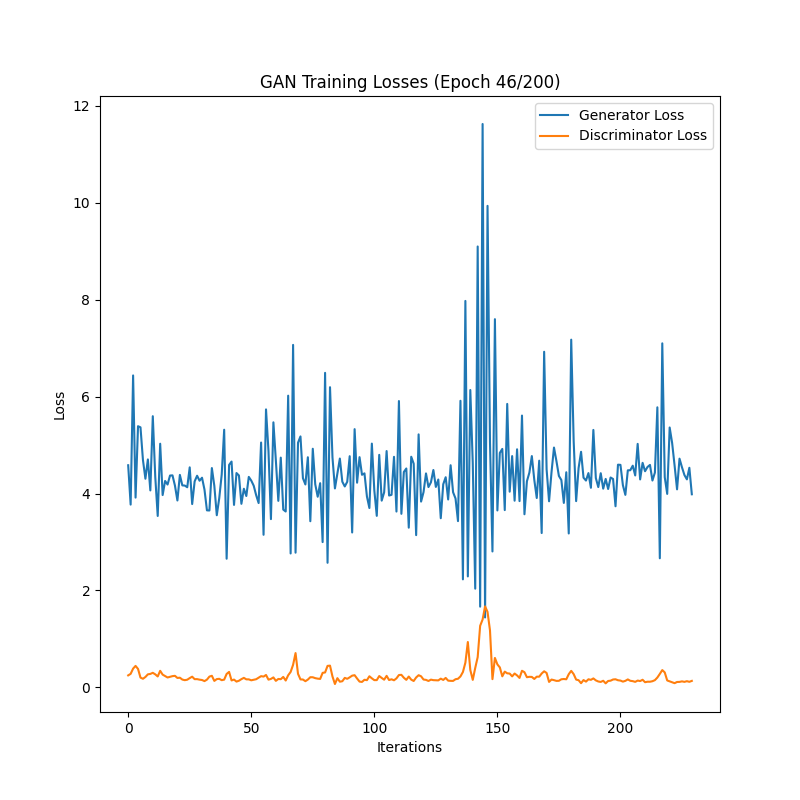 GAN Training Losses (Epoch 46/200)
Generator Loss
Discriminator Loss
12
10
8
6
4
2
0
Loss
0 50 100 150 200
Iterations